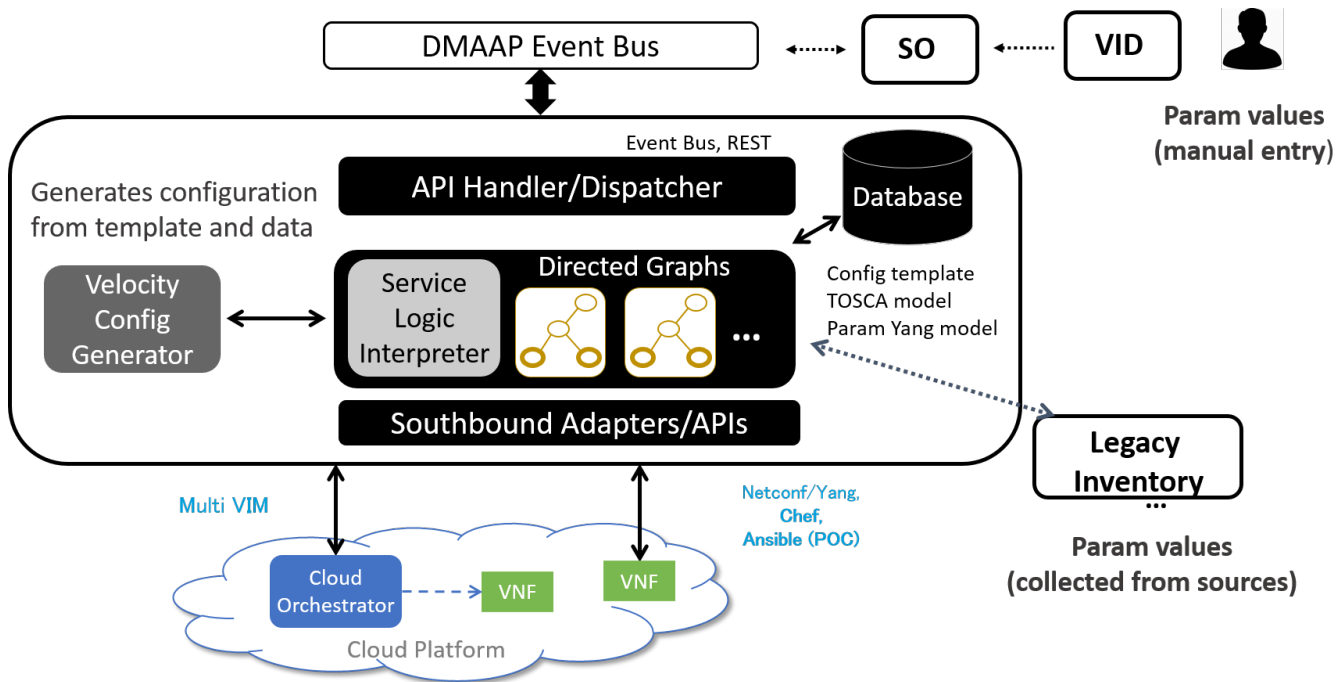 DMAAP Event Bus
SO
VID
Param values
(manual entry)
Event Bus, REST
API Handler/Dispatcher
Database
Generates configuration
from template and data
Velocity
Config
Generator
Service
Logic
Interpreter
Directed Graphs
...
Config template
TOSCA model
Param Yang model
Southbound Adapters/APIs
Legacy
Inventory
...
Param values
(collected from sources)
Multi VIM
Netconf/Yang,
Chef,
Ansible (POC)
Cloud
Orchestrator
VNF
VNF
Cloud Platform